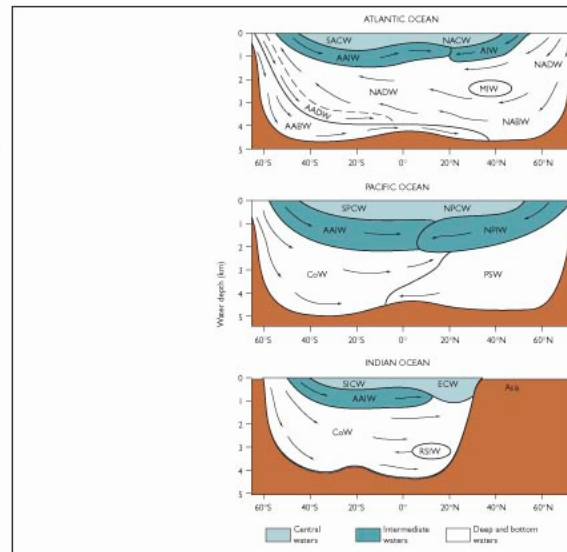 ATLANTIC OCEAN
0
1
2
3
4
5
SACW
NACW
AAIW
AIW
NADW
MIW
NADW
AADW
AABW
NABW
60°S 40°S 20°S 0° 20°N 40°N 60°N
PACIFIC OCEAN
0
1
2
3
4
5
SPCW
NPCW
AAIW
NPIW
CoW
PSW
Water depth (km)
60°S 40°S 20°S 0° 20°N 40°N 60°N
INDIAN OCEAN
0
1
2
3
4
5
SICW
ECW
AAIW
Asia
CoW
RSIW
60°S 40°S 20°S 0° 20°N 40°N 60°N
Central waters
Intermediate waters
Deep and bottom waters